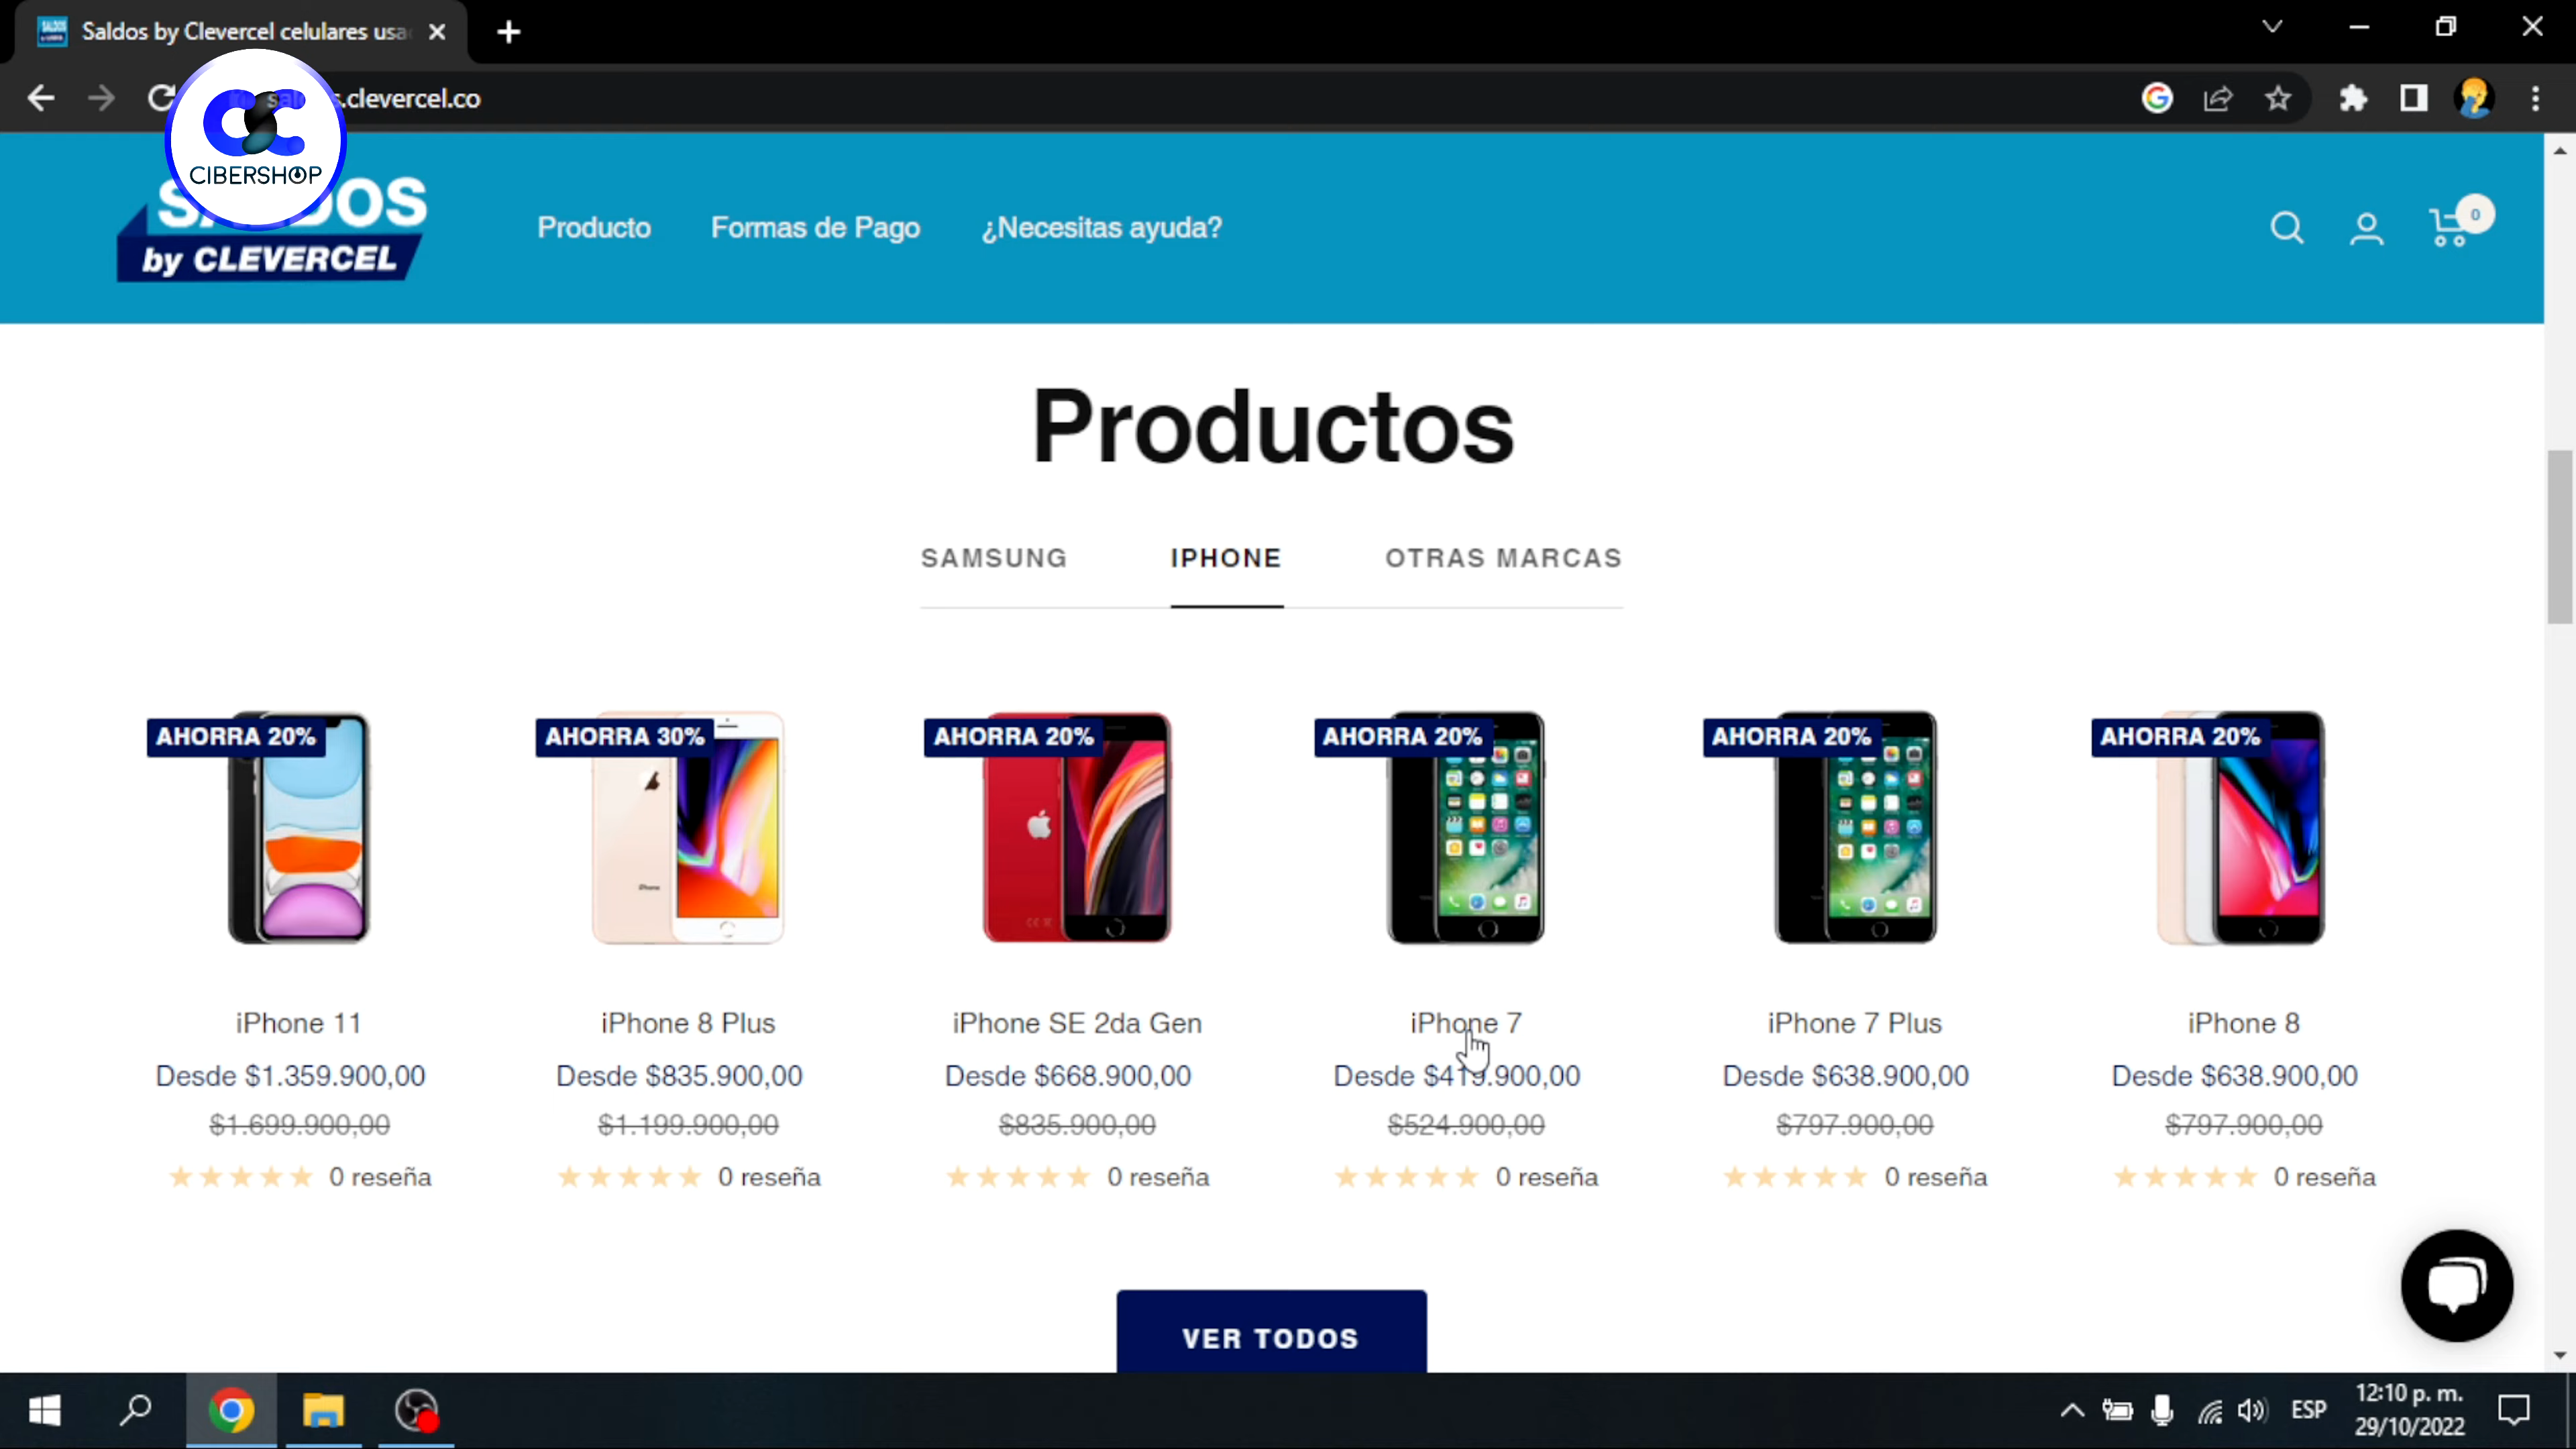 Saldos by Clevercel celulares usa
s.clevercel.co
CIBERSHOP
by CLEVERCEL
Producto
Formas de Pago
¿Necesitas ayuda?
0
Productos
SAMSUNG
IPHONE
OTRAS MARCAS
AHORRA 20%
AHORRA 30%
AHORRA 20%
AHORRA 20%
AHORRA 20%
AHORRA 20%
iPhone 11
Desde $1.359.900,00
$1.699.900,00
0 reseña
iPhone 8 Plus
Desde $835.900,00
$1.199.900,00
0 reseña
iPhone SE 2da Gen
Desde $668.900,00
$835.900,00
0 reseña
iPhone 7
Desde $419.900,00
$524.900,00
0 reseña
iPhone 7 Plus
Desde $638.900,00
$797.900,00
0 reseña
iPhone 8
Desde $638.900,00
$797.900,00
0 reseña
VER TODOS
ESP
12:10 p. m.
29/10/2022